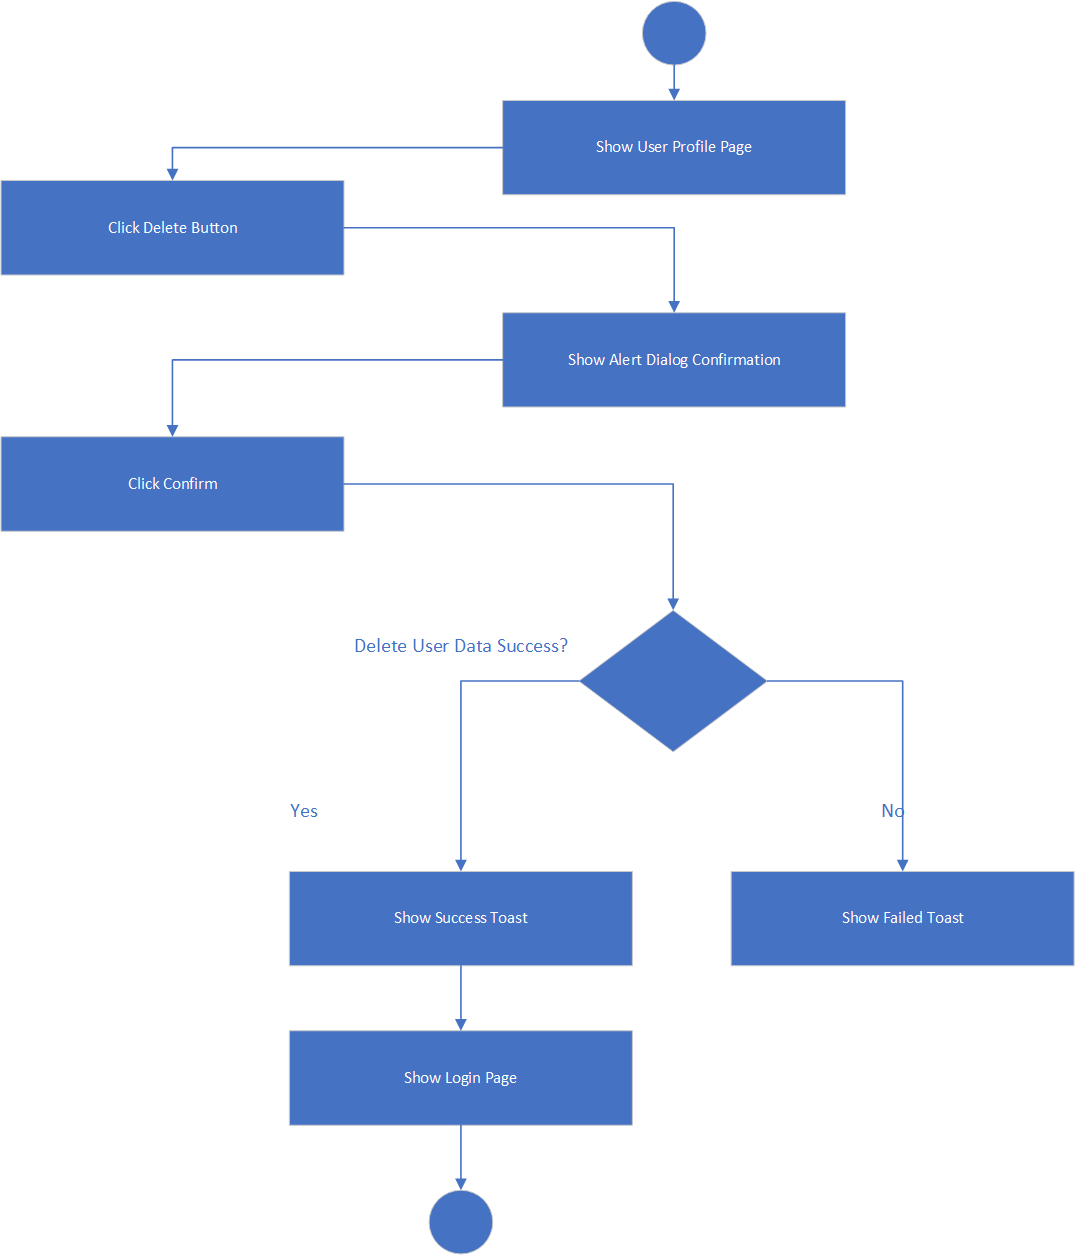 Show User Profile Page
Click Delete Button
Show Alert Dialog Confirmation
Click Confirm
Delete User Data Success?
Yes
No
Show Success Toast
Show Failed Toast
Show Login Page